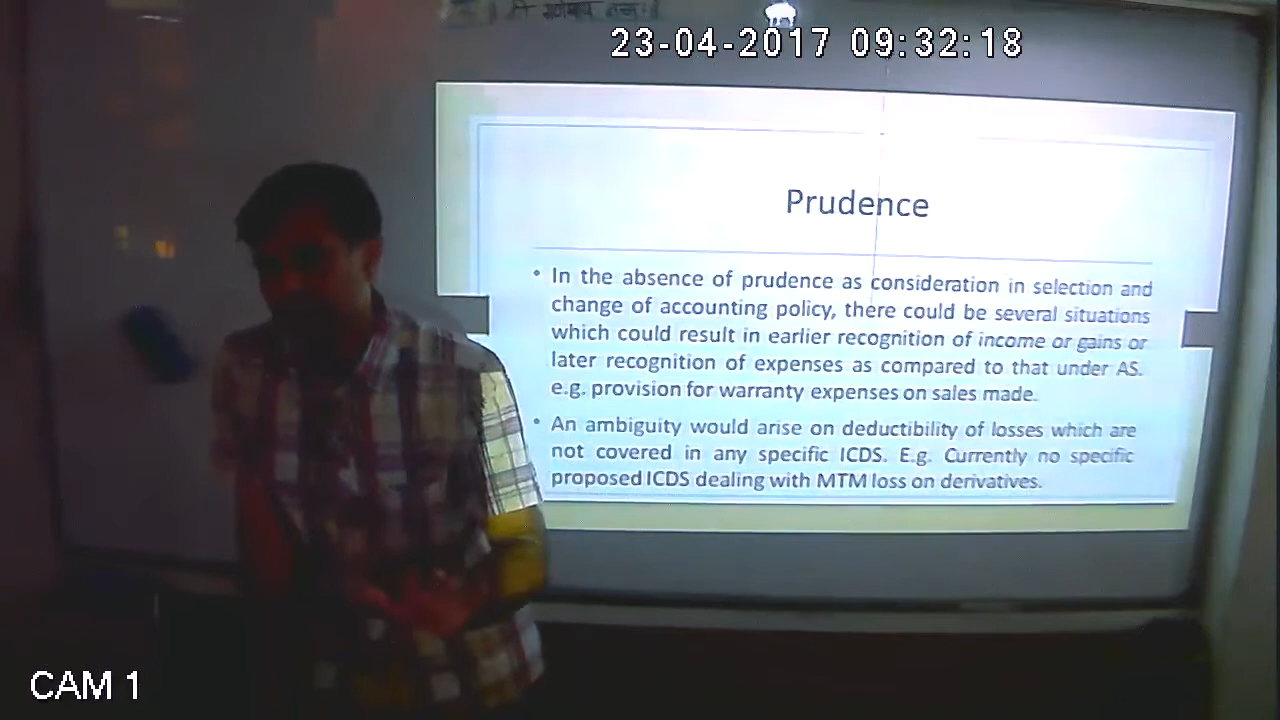 23-04-2017 09:32:18
Prudence
• In the absence of prudence as consideration in selection and
change of accounting policy, there could be several situations
which could result in earlier recognition of income or gains or
later recognition of expenses as compared to that under AS.
e.g. provision for warranty expenses on sales made.
• An ambiguity would arise on deductibility of losses which are
not covered in any specific ICDS. E.g. Currently no specific
proposed ICDS dealing with MTM loss on derivatives.
CAM 1